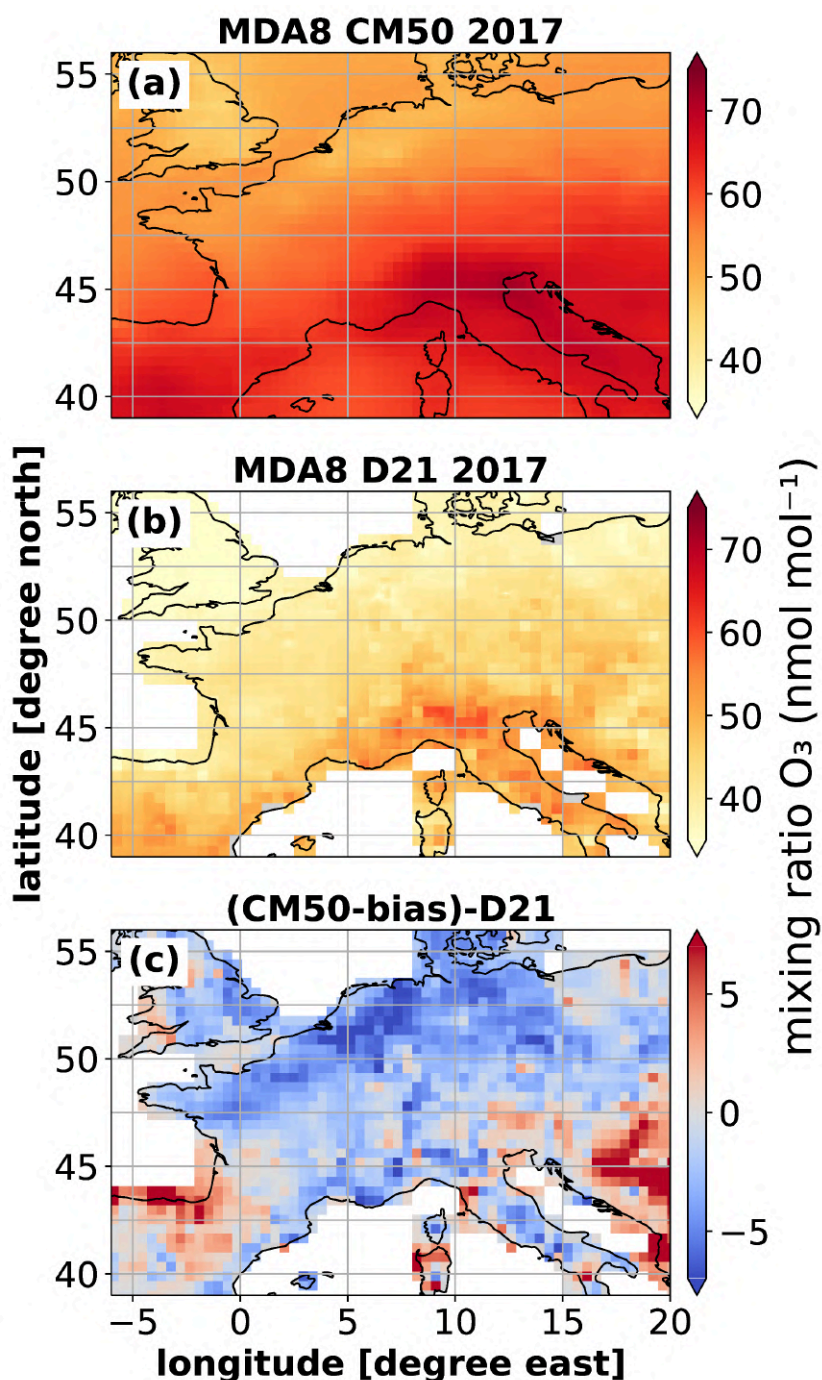 MDA8 CM50 2017
(a)
55
50
45
40
70
60
50
40
MDA8 D21 2017
(b)
55
50
45
40
70
60
50
40
(CM50-bias)-D21
(c)
55
50
45
40
5
0
−5
−5 0 5 10 15 20
longitude [degree east]
latitude [degree north]
mixing ratio O₃ (nmol mol⁻¹)